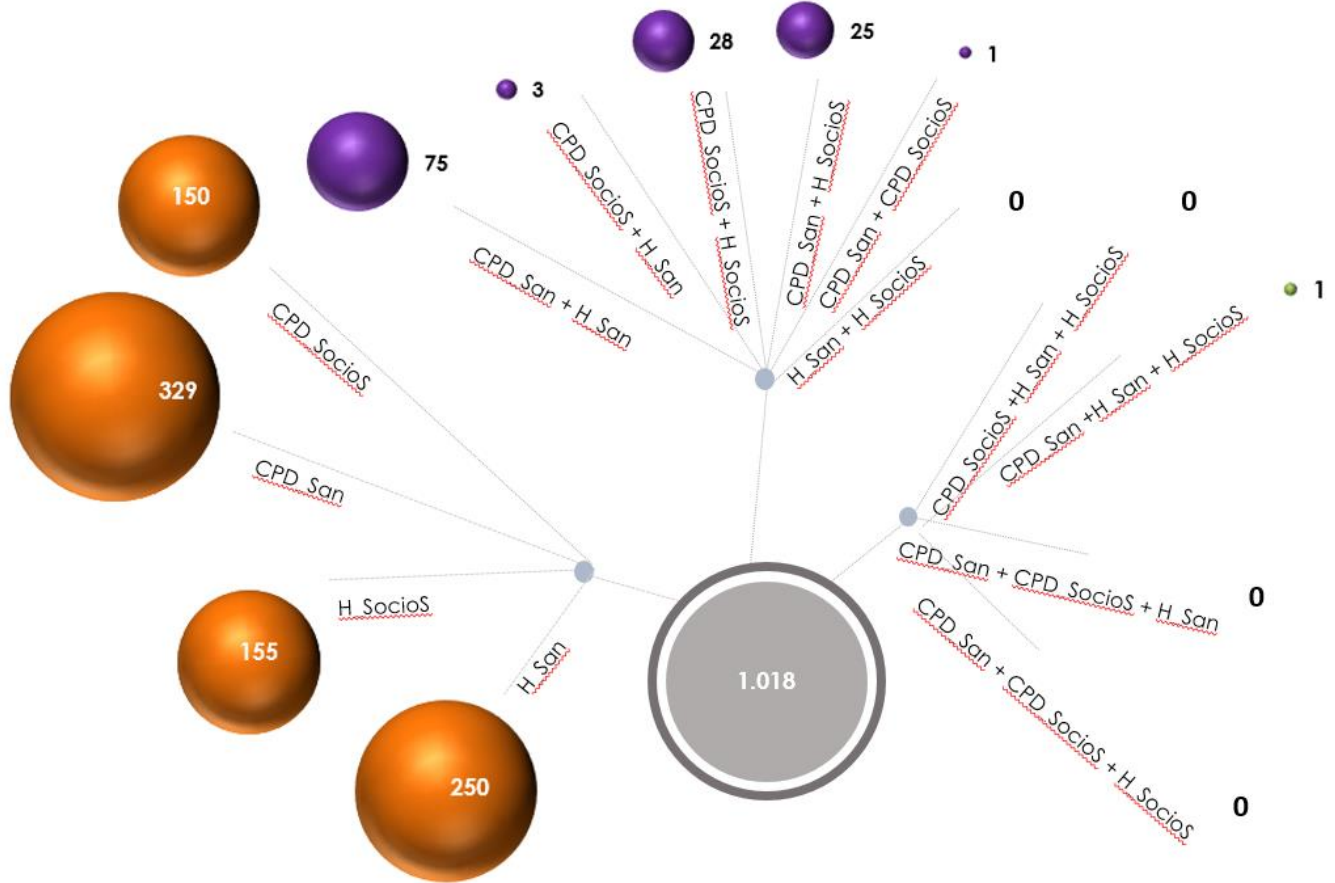 28
25
1
3
75
150
329
155
250
1.018
0
0
1
0
0
CPD_SocioS
CPD_San
H_SocioS
H_San
CPD_San + H_San
CPD_SocioS + H_San
CPD_SocioS + H_SocioS
CPD_San + H_SocioS
CPD_San + CPD_SocioS
H_San + H_SocioS
CPD_SocioS +H_San + H_SocioS
CPD_San +H_San + H_SocioS
CPD_San + CPD_SocioS + H_San
CPD_San + CPD_SocioS + H_SocioS